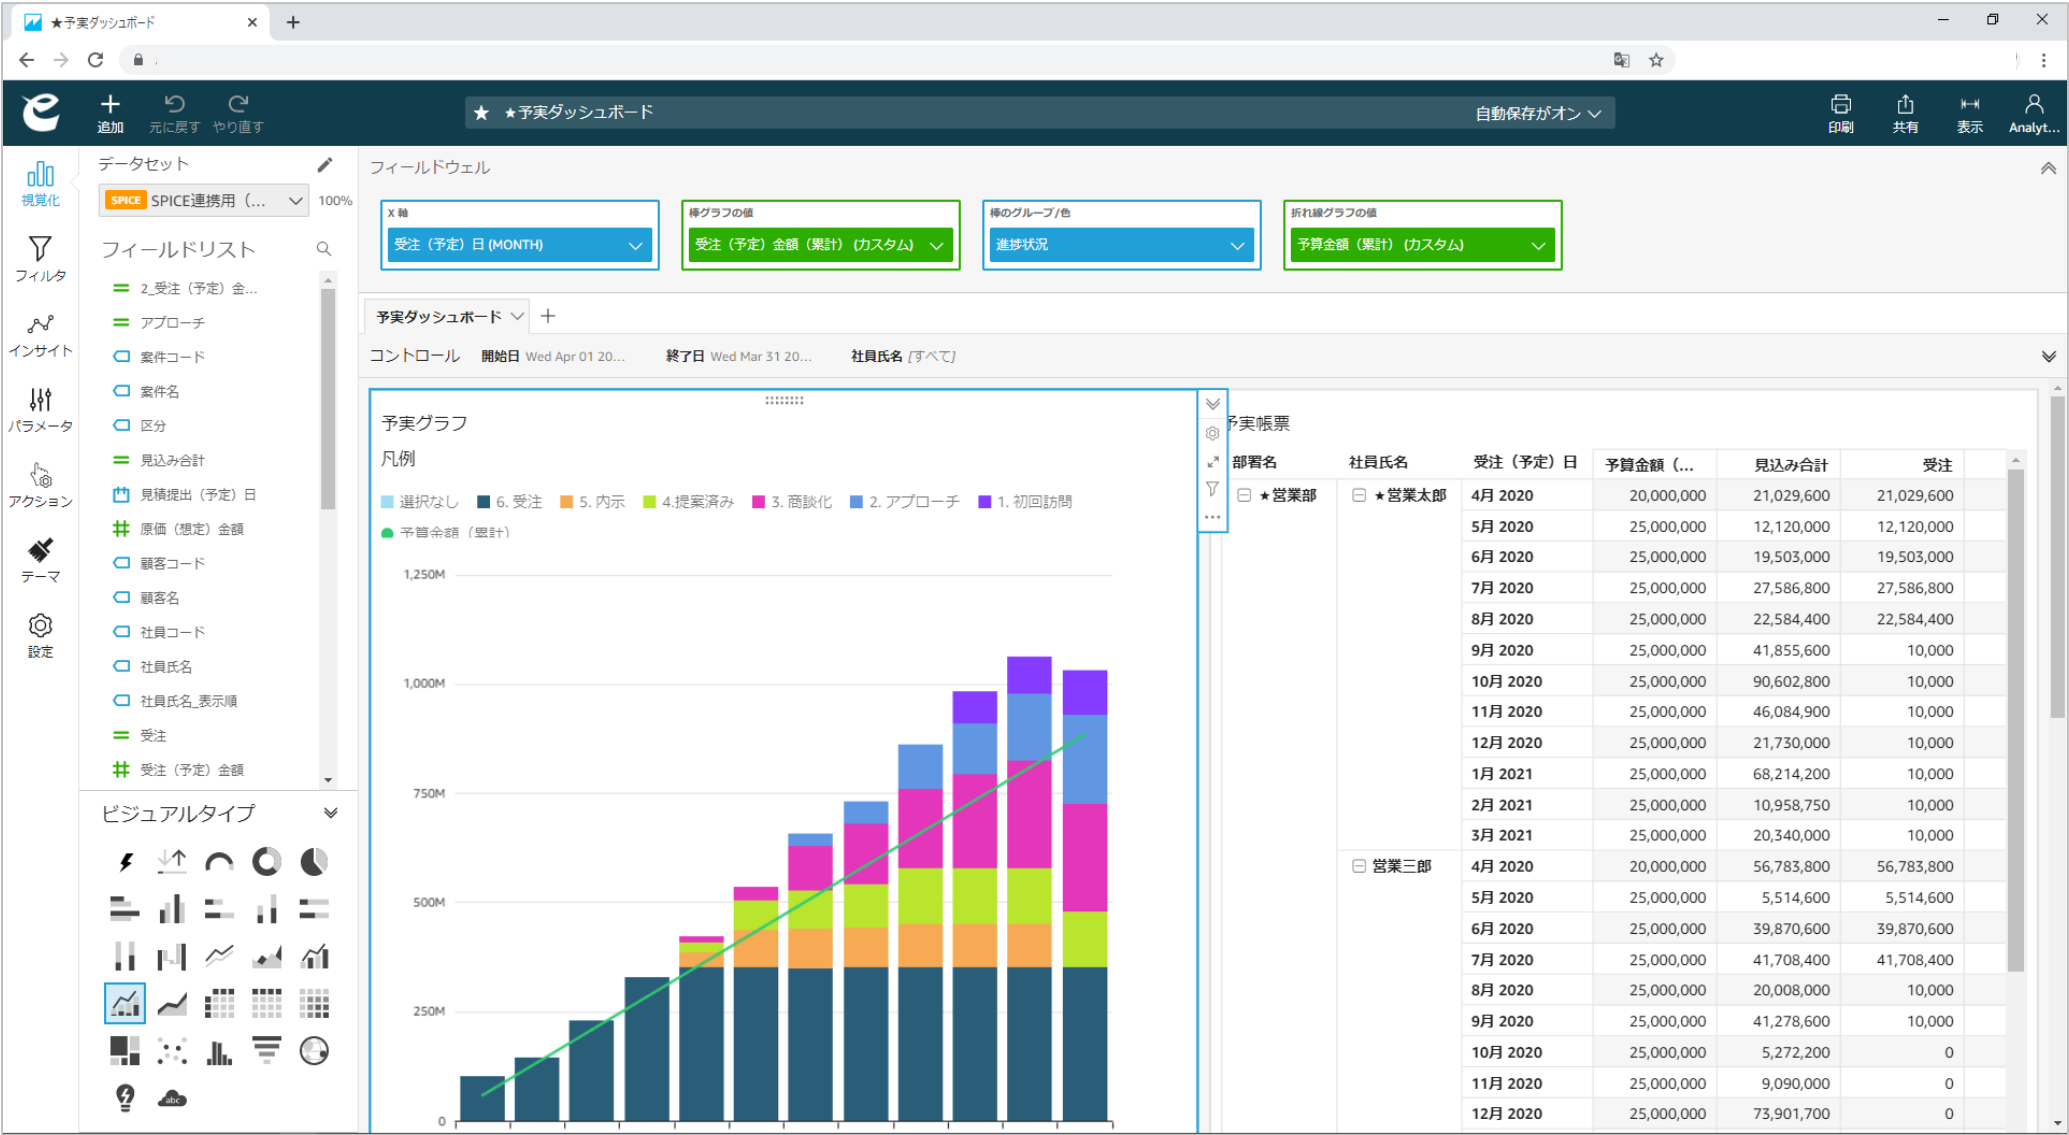 ★予実ダッシュボード
追加
元に戻す
やり直す
★ ★予実ダッシュボード
自動保存がオン
印刷
共有
表示
Analyt...
視覚化
フィルタ
インサイト
パラメータ
アクション
テーマ
設定
データセット
SPICE SPICE連携用（...
100%
フィールドリスト
2_受注（予定）金...
アプローチ
案件コード
案件名
区分
見込み合計
見積提出（予定）日
原価（想定）金額
顧客コード
顧客名
社員コード
社員氏名
社員氏名_表示順
受注
受注（予定）金額
ビジュアルタイプ
abc
フィールドウェル
X 軸
受注（予定）日 (MONTH)
棒グラフの値
受注（予定）金額（累計） (カスタム)
棒のグループ/色
進捗状況
折れ線グラフの値
予算金額（累計） (カスタム)
予実ダッシュボード
コントロール 開始日 Wed Apr 01 20... 終了日 Wed Mar 31 20... 社員氏名 [すべて]
予実グラフ
凡例
選択なし 6. 受注 5. 内示 4.提案済み 3. 商談化 2. アプローチ 1. 初回訪問
予算金額（累計）
1,250M
1,000M
750M
500M
250M
0
予実帳票
部署名 社員氏名 受注（予定）日 予算金額（... 見込み合計 受注
★営業部 ★営業太郎 4月 2020 20,000,000 21,029,600 21,029,600
5月 2020 25,000,000 12,120,000 12,120,000
6月 2020 25,000,000 19,503,000 19,503,000
7月 2020 25,000,000 27,586,800 27,586,800
8月 2020 25,000,000 22,584,400 22,584,400
9月 2020 25,000,000 41,855,600 10,000
10月 2020 25,000,000 90,602,800 10,000
11月 2020 25,000,000 46,084,900 10,000
12月 2020 25,000,000 21,730,000 10,000
1月 2021 25,000,000 68,214,200 10,000
2月 2021 25,000,000 10,958,750 10,000
3月 2021 25,000,000 20,340,000 10,000
営業三郎 4月 2020 20,000,000 56,783,800 56,783,800
5月 2020 25,000,000 5,514,600 5,514,600
6月 2020 25,000,000 39,870,600 39,870,600
7月 2020 25,000,000 41,708,400 41,708,400
8月 2020 25,000,000 20,008,000 10,000
9月 2020 25,000,000 41,278,600 10,000
10月 2020 25,000,000 5,272,200 0
11月 2020 25,000,000 9,090,000 0
12月 2020 25,000,000 73,901,700 0